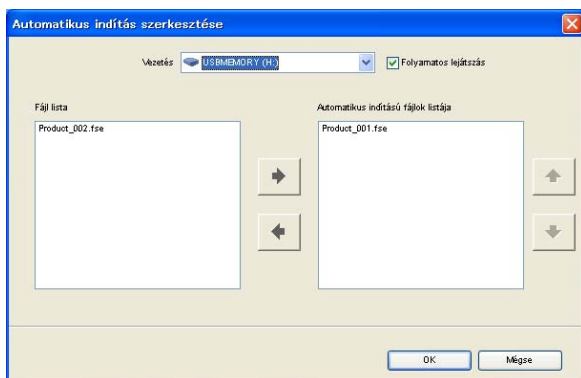 Automatikus indítás szerkesztése
Vezetés USBMEMORY (H:) Folyamatos lejátszás
Fájl lista
Automatikus indítású fájlok listája
Product_002.fse
Product_001.fse
OK Mégse